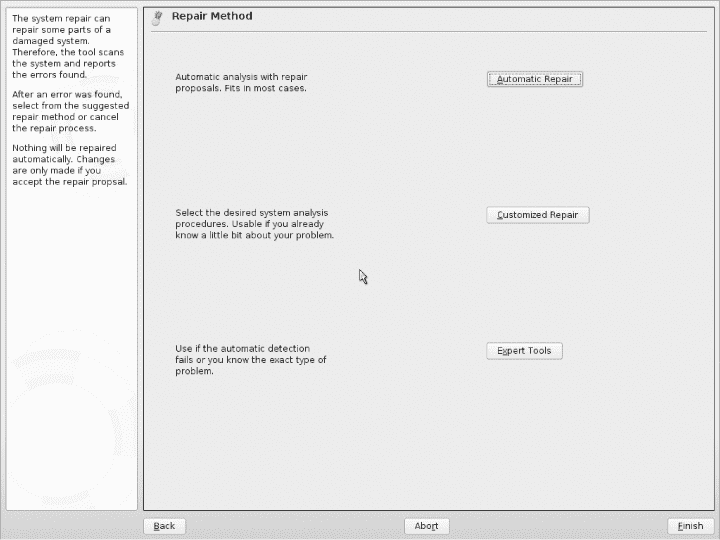 The system repair can
repair some parts of a
damaged system.
Therefore, the tool scans
the system and reports
the errors found.
After an error was found,
select from the suggested
repair method or cancel
the repair process.
Nothing will be repaired
automatically. Changes
are only made if you
accept the repair propsal.
Repair Method
Automatic analysis with repair
proposals. Fits in most cases.
Automatic Repair
Select the desired system analysis
procedures. Usable if you already
know a little bit about your problem.
Customized Repair
Use if the automatic detection
fails or you know the exact type of
problem.
Expert Tools
Back
Abort
Finish